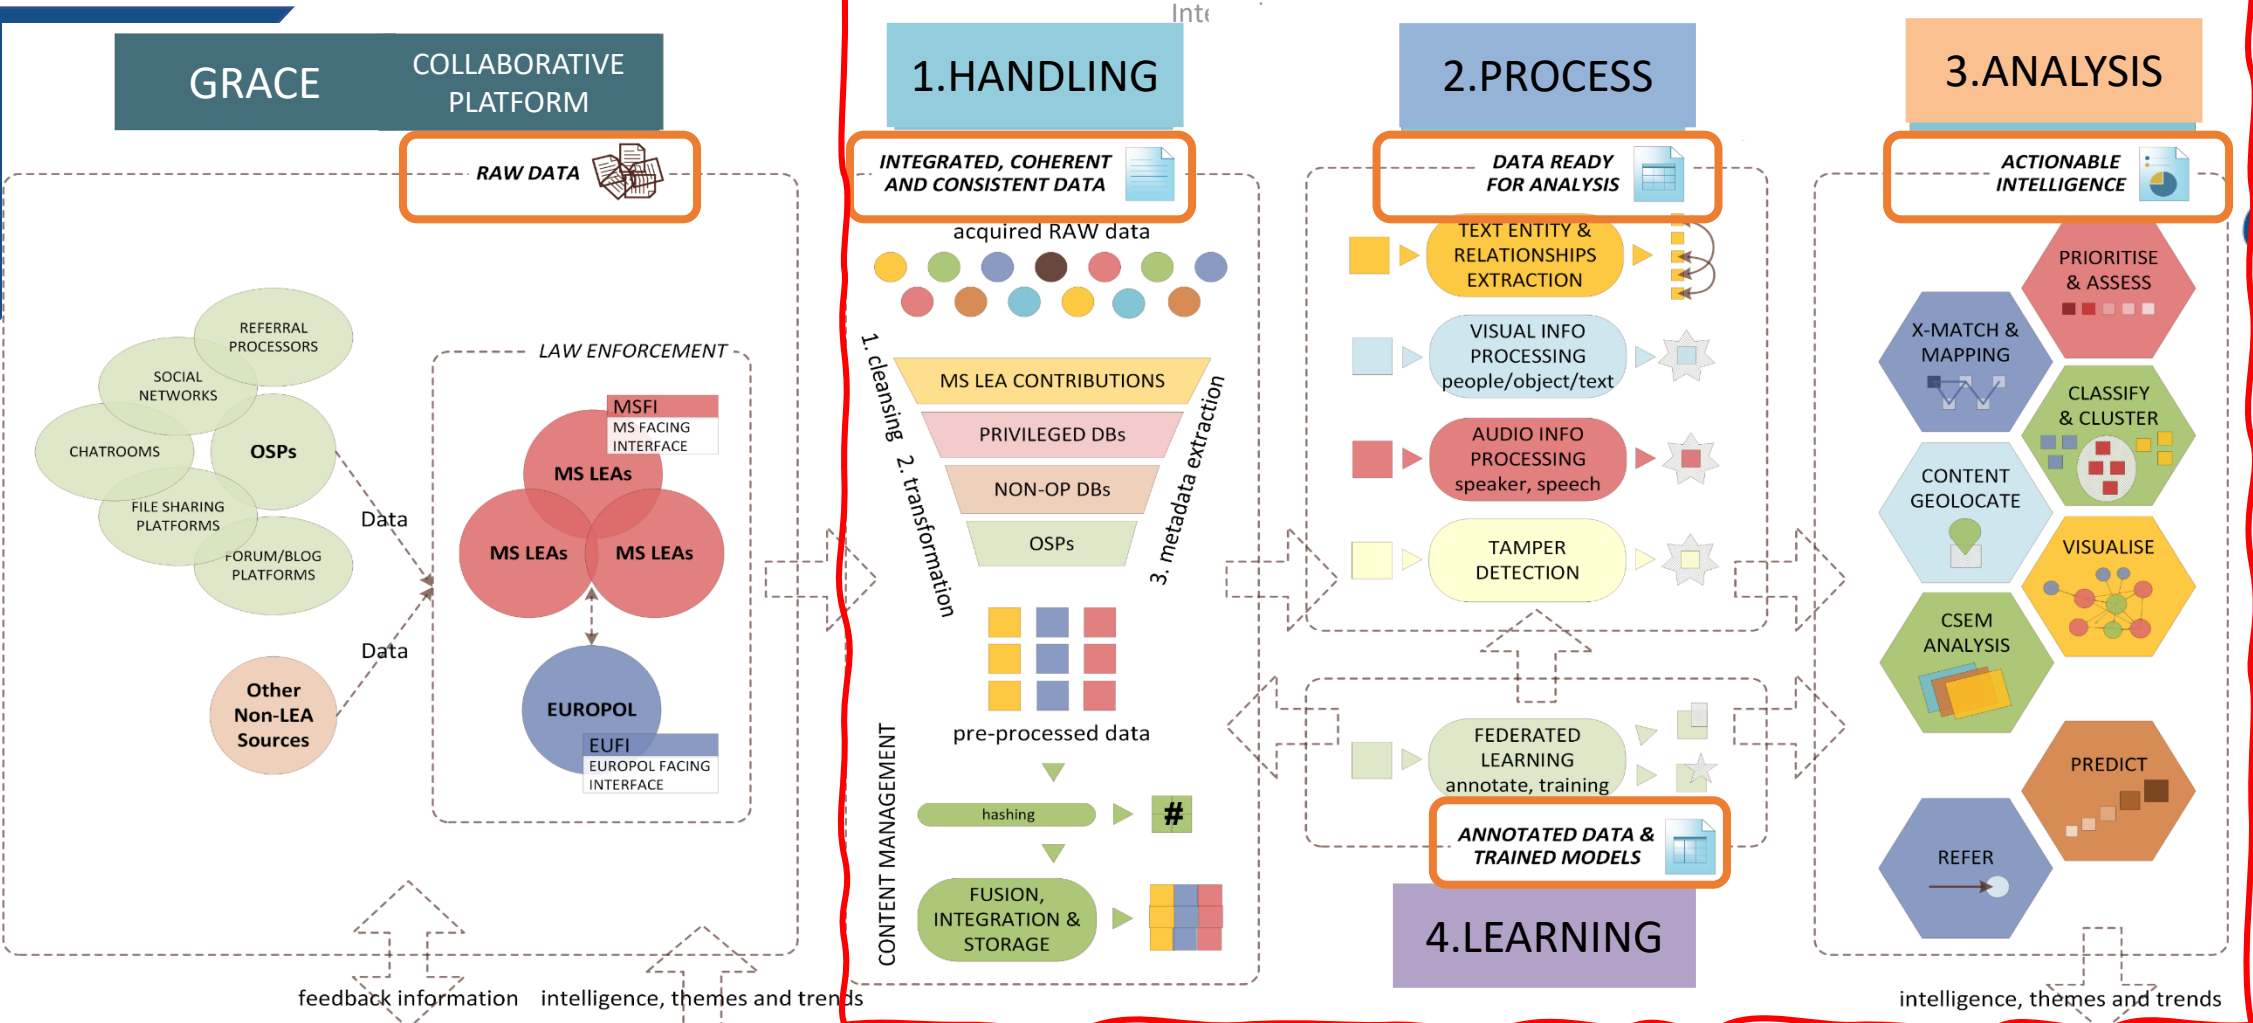 GRACE
COLLABORATIVE
PLATFORM
RAW DATA
REFERRAL
PROCESSORS
SOCIAL
NETWORKS
CHATROOMS
OSPs
FILE SHARING
PLATFORMS
FORUM/BLOG
PLATFORMS
Other
Non-LEA
Sources
Data
Data
LAW ENFORCEMENT
MSFI
MS FACING
INTERFACE
MS LEAs
MS LEAs
MS LEAs
EUROPOL
EUFI
EUROPOL FACING
INTERFACE
feedback information
intelligence, themes and trends
1.HANDLING
INTEGRATED, COHERENT
AND CONSISTENT DATA
acquired RAW data
1. cleansing
2. transformation
3. metadata extraction
MS LEA CONTRIBUTIONS
PRIVILEGED DBs
NON-OP DBs
OSPs
pre-processed data
CONTENT MANAGEMENT
hashing
#
FUSION,
INTEGRATION &
STORAGE
2.PROCESS
DATA READY
FOR ANALYSIS
TEXT ENTITY &
RELATIONSHIPS
EXTRACTION
VISUAL INFO
PROCESSING
people/object/text
AUDIO INFO
PROCESSING
speaker, speech
TAMPER
DETECTION
FEDERATED
LEARNING
annotate, training
ANNOTATED DATA &
TRAINED MODELS
4.LEARNING
3.ANALYSIS
ACTIONABLE
INTELLIGENCE
PRIORITISE
& ASSESS
X-MATCH &
MAPPING
CLASSIFY
& CLUSTER
CONTENT
GEOLOCATE
VISUALISE
CSEM
ANALYSIS
PREDICT
REFER
intelligence, themes and trends